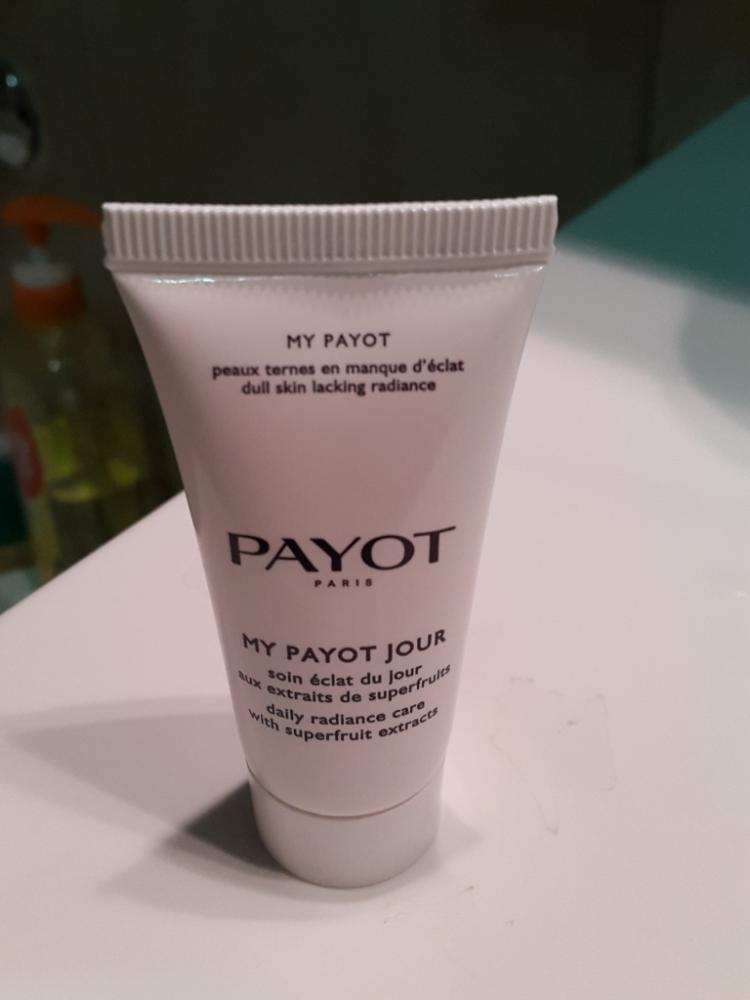 MY PAYOT
peaux ternes en manque d'éclat
dull skin lacking radiance
PAYOT
PARIS
MY PAYOT JOUR
soin éclat du jour
aux extraits de superfruits
daily radiance care
with superfruit extracts